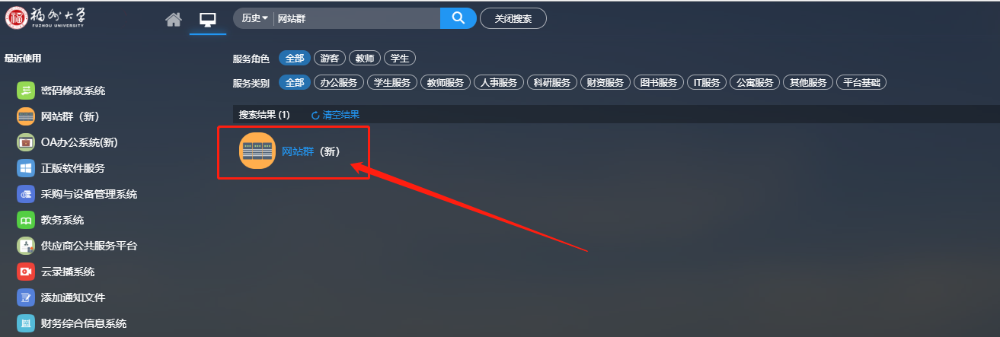 福州大学
FUZHOU UNIVERSITY
历史 网站群 关闭搜索
最近使用
密码修改系统
网站群（新）
OA办公系统(新)
正版软件服务
采购与设备管理系统
教务系统
供应商公共服务平台
云录播系统
添加通知文件
财务综合信息系统
服务角色 全部 游客 教师 学生
服务类别 全部 办公服务 学生服务 教师服务 人事服务 科研服务 财资服务 图书服务 IT服务 公寓服务 其他服务 平台基础
搜索结果 (1) 清空结果
网站群（新）